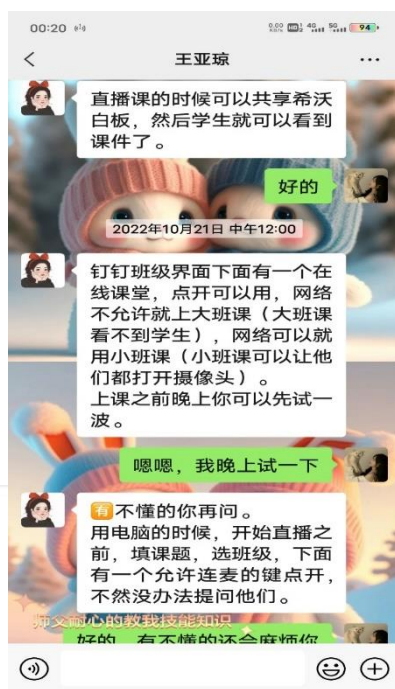 00:20
0.00 KB/s HD 4G 5G 94
王亚琼
直播课的时候可以共享希沃
白板，然后学生就可以看到
课件了。
好的
2022年10月21日 中午12:00
钉钉班级界面下面有一个在
线课堂，点开可以用，网络
不允许就上大班课（大班课
看不到学生），网络可以就
用小班课（小班课可以让他
们都打开摄像头）。
上课之前晚上你可以先试一
波。
嗯嗯，我晚上试一下
有不懂的你再问。
用电脑的时候，开始直播之
前，填课题，选班级，下面
有一个允许连麦的键点开，
不然没办法提问他们。
师父耐心的教我技能知识
好的，有不懂的还会麻烦你